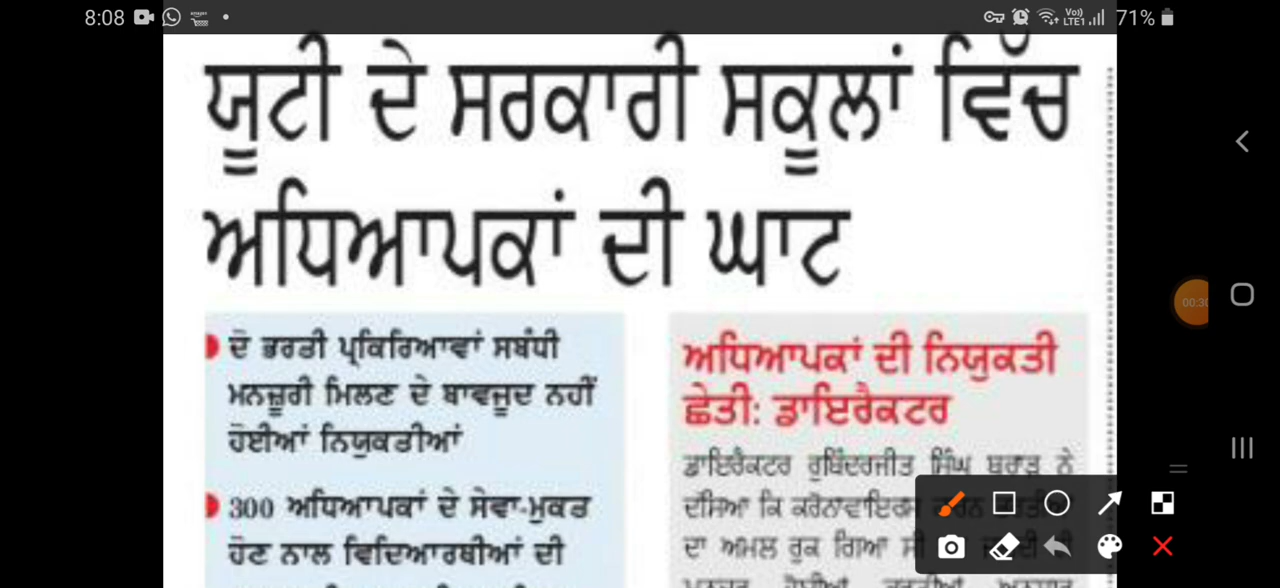 8:08
71%
ਯੂਟੀ ਦੇ ਸਰਕਾਰੀ ਸਕੂਲਾਂ ਵਿੱਚ
ਅਧਿਆਪਕਾਂ ਦੀ ਘਾਟ
ਦੋ ਭਰਤੀ ਪ੍ਰਕਿਰਿਆਵਾਂ ਸਬੰਧੀ
ਮਨਜ਼ੂਰੀ ਮਿਲਣ ਦੇ ਬਾਵਜੂਦ ਨਹੀਂ
ਹੋਈਆਂ ਨਿਯੁਕਤੀਆਂ
300 ਅਧਿਆਪਕਾਂ ਦੇ ਸੇਵਾ-ਮੁਕਤ
ਹੋਣ ਨਾਲ ਵਿਦਿਆਰਥੀਆਂ ਦੀ
ਅਧਿਆਪਕਾਂ ਦੀ ਨਿਯੁਕਤੀ
ਛੇਤੀ: ਡਾਇਰੈਕਟਰ
ਡਾਇਰੈਕਟਰ ਰੁਬਿੰਦਰਜੀਤ ਸਿੰਘ ਬਰਾੜ ਨੇ
ਦੱਸਿਆ ਕਿ ਕਰੋਨਾਵਾਇਰਸ
ਦਾ ਅਮਲ ਰੁਕ ਗਿਆ ਸੀ